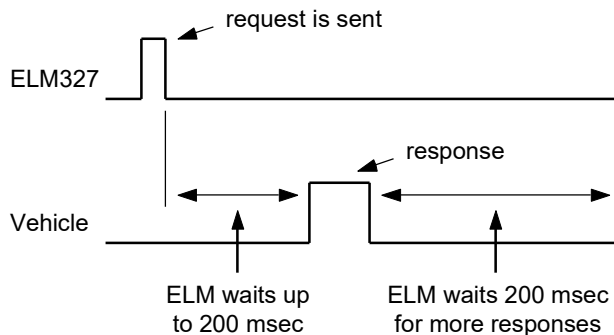 request is sent
ELM327
response
Vehicle
ELM waits up
to 200 msec
ELM waits 200 msec
for more responses